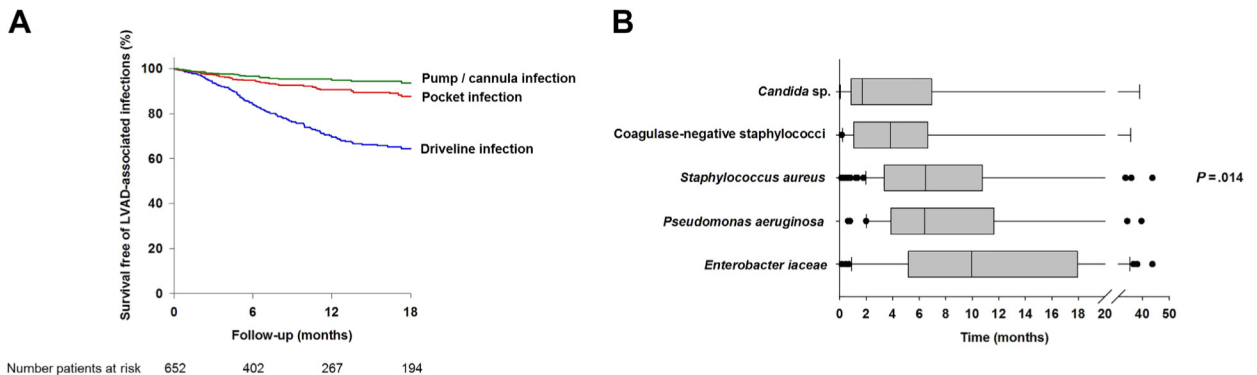 A
Survival free of LVAD-associated infections (%)
100
80
60
40
20
0
Pump / cannula infection
Pocket infection
Driveline infection
0 6 12 18
Follow-up (months)
Number patients at risk 652 402 267 194
B
Candida sp.
Coagulase-negative staphylococci
Staphylococcus aureus
P = .014
Pseudomonas aeruginosa
Enterobacter iaceae
0 2 4 6 8 10 12 14 16 18 20 40 50
Time (months)